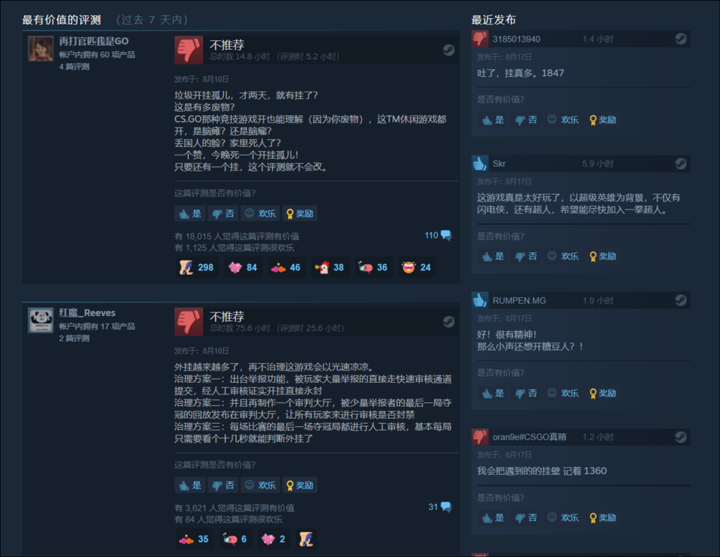 最有价值的评测 (过去 7 天内)
再打官匹我是GO
帐户内拥有 60 项产品
4 篇评测
不推荐
总时数 14.8 小时 (评测时 5.2 小时)
发布于：8月10日
垃圾开挂孤儿，才两天，就有挂了？
这是有多废物？
CS.GO那种竞技游戏开也能理解（因为你废物），这TM休闲游戏都
开，是脑瘫？还是脑瘤？
丢国人的脸？家里死人了？
一个赞，今晚死一个开挂孤儿！
只要还有一个挂，这个评测就不会改。
这篇评测是否有价值？
是 否 欢乐 奖励
有 18,015 人觉得这篇评测有价值
有 1,125 人觉得这篇评测很欢乐
110
298 84 46 38 36 24
红魔_Reeves
帐户内拥有 17 项产品
2 篇评测
不推荐
总时数 75.6 小时 (评测时 25.6 小时)
发布于：8月10日
外挂越来越多了，再不治理这游戏会以光速凉凉。
治理方案一：出台举报功能，被玩家大量举报的直接走快速审核通道
提交，经人工审核证实开挂直接永封
治理方案二：并且再制作一个审判大厅，被少量举报者的最后一局夺
冠的回放发布在审判大厅，让所有玩家来进行审核是否封禁
治理方案三：每场比赛的最后一场夺冠局都进行人工审核，基本每局
只需要看个十几秒就能判断外挂了
这篇评测是否有价值？
是 否 欢乐 奖励
有 3,621 人觉得这篇评测有价值
有 84 人觉得这篇评测很欢乐
31
35 6 2
最近发布
3185013940 1.4 小时
发布于：8月17日
吐了，挂真多。1847
是否有价值？
是 否 欢乐 奖励
Skr 5.9 小时
发布于：8月17日
这游戏真是太好玩了，以超级英雄为背景，不仅有
闪电侠，还有超人，希望能尽快加入一拳超人。
是否有价值？
是 否 欢乐 奖励
RUMPEN.MG 1.9 小时
发布于：8月17日
好！很有精神！
那么小声还想开糖豆人？！
是否有价值？
是 否 欢乐 奖励
oran9e#CSGO真箱 1.2 小时
发布于：8月17日
我会把遇到的的挂壁 记着 1360
是否有价值？
是 否 欢乐 奖励